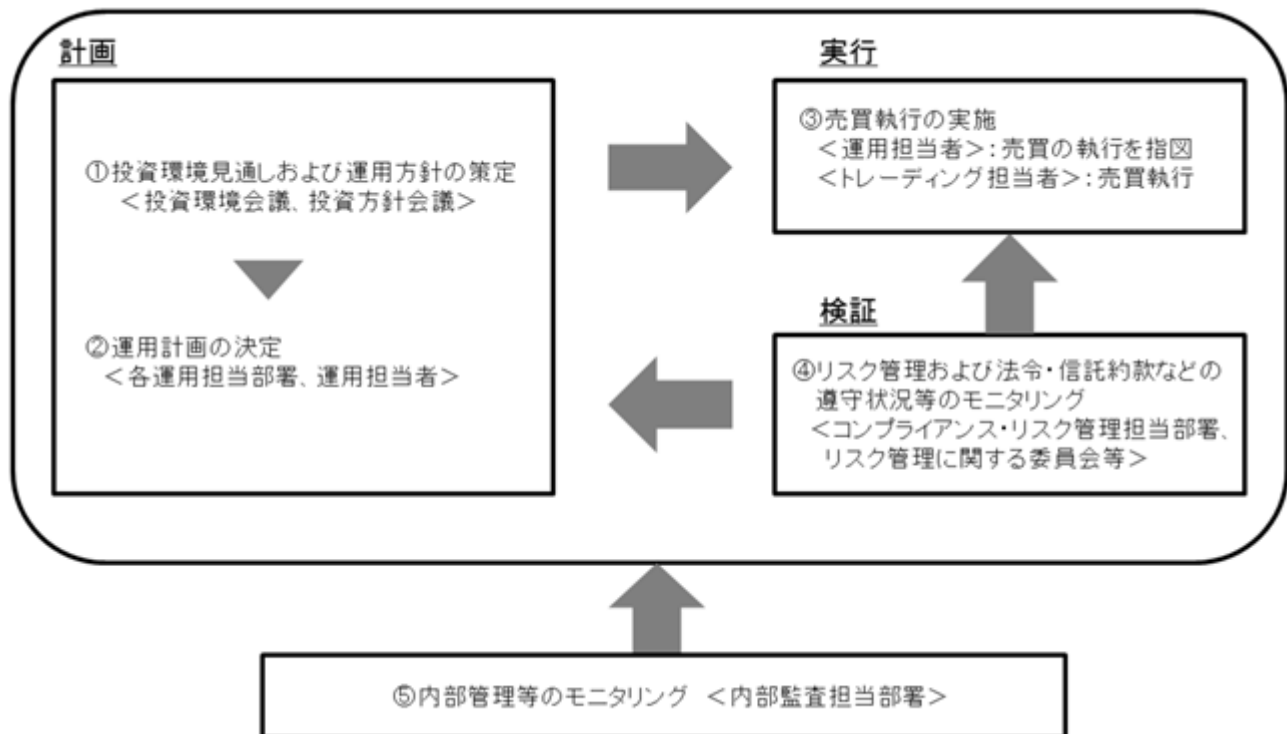 計画
①投資環境見通しおよび運用方針の策定
＜投資環境会議、投資方針会議＞
②運用計画の決定
＜各運用担当部署、運用担当者＞
実行
③売買執行の実施
＜運用担当者＞：売買の執行を指図
＜トレーディング担当者＞：売買執行
検証
④リスク管理および法令・信託約款などの
遵守状況等のモニタリング
＜コンプライアンス・リスク管理担当部署、
リスク管理に関する委員会等＞
⑤内部管理等のモニタリング ＜内部監査担当部署＞